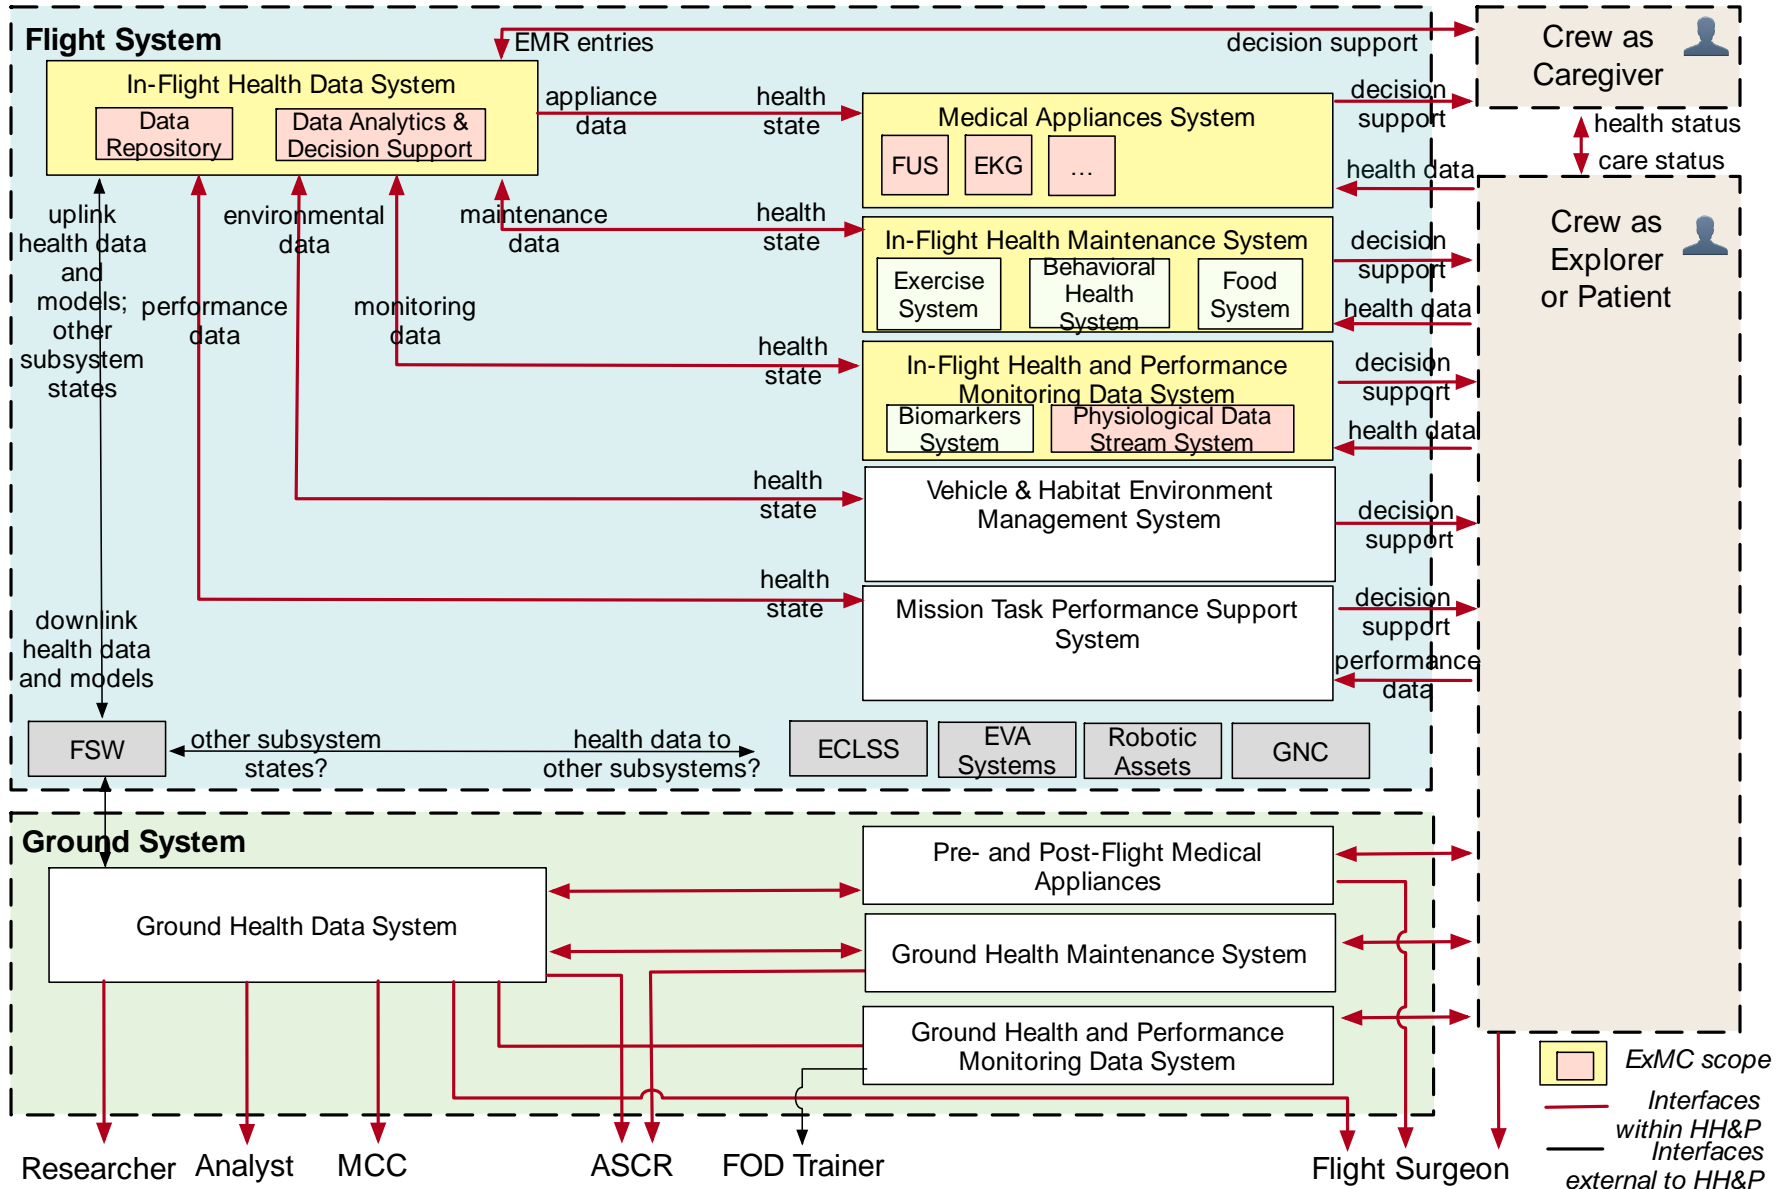 Flight System
EMR entries
decision support
Crew as
Caregiver
In-Flight Health Data System
Data
Repository
Data Analytics &
Decision Support
appliance
data
health
state
Medical Appliances System
FUS
EKG
...
decision
support
health status
care status
health data
uplink
health data
and
models;
other
subsystem
states
environmental
data
maintenance
data
health
state
performance
data
monitoring
data
In-Flight Health Maintenance System
Exercise
System
Behavioral
Health
System
Food
System
decision
support
health data
Crew as
Explorer
or Patient
health
state
In-Flight Health and Performance
Monitoring Data System
Biomarkers
System
Physiological Data
Stream System
decision
support
health data
health
state
Vehicle & Habitat Environment
Management System
decision
support
health
state
Mission Task Performance Support
System
decision
support
performance
data
downlink
health data
and models
FSW
other subsystem
states?
health data to
other subsystems?
ECLSS
EVA
Systems
Robotic
Assets
GNC
Ground System
Ground Health Data System
Pre- and Post-Flight Medical
Appliances
Ground Health Maintenance System
Ground Health and Performance
Monitoring Data System
ExMC scope
Interfaces
within HH&P
Interfaces
external to HH&P
Researcher
Analyst
MCC
ASCR
FOD Trainer
Flight Surgeon